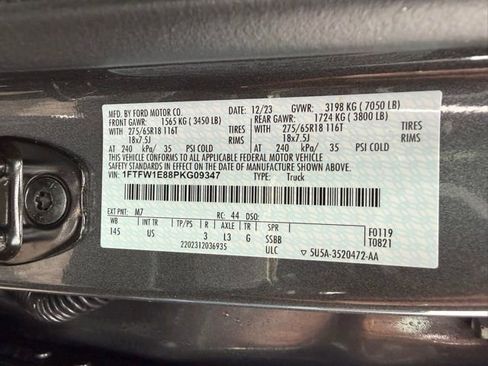 MFD. BY FORD MOTOR CO. 12/23 GVWR: 3198 KG ( 7050 LB)
FRONT GAWR: 1565 KG ( 3450 LB) REAR GAWR: 1724 KG ( 3800 LB)
WITH 275/65R18 116T TIRES WITH 275/65R18 116T TIRES
18x7.5J RIMS 18x7.5J RIMS
AT 240 kPa/ 35 PSI COLD AT 240 kPa/ 35 PSI COLD
THIS VEHICLE CONFORMS TO ALL APPLICABLE FEDERAL MOTOR VEHICLE
SAFETY STANDARDS IN EFFECT ON THE DATE OF MANUFACTURE SHOWN ABOVE.
VIN: 1FTFW1E88PKG09347 TYPE: Truck
EXT PNT: M7 RC: 44 DSO: F0119
WB INT TR TP/PS R AXLE TR SPR T0821
145 US 3 L3 G SSBB
2202312036935 ULC 5U5A-3520472-AA